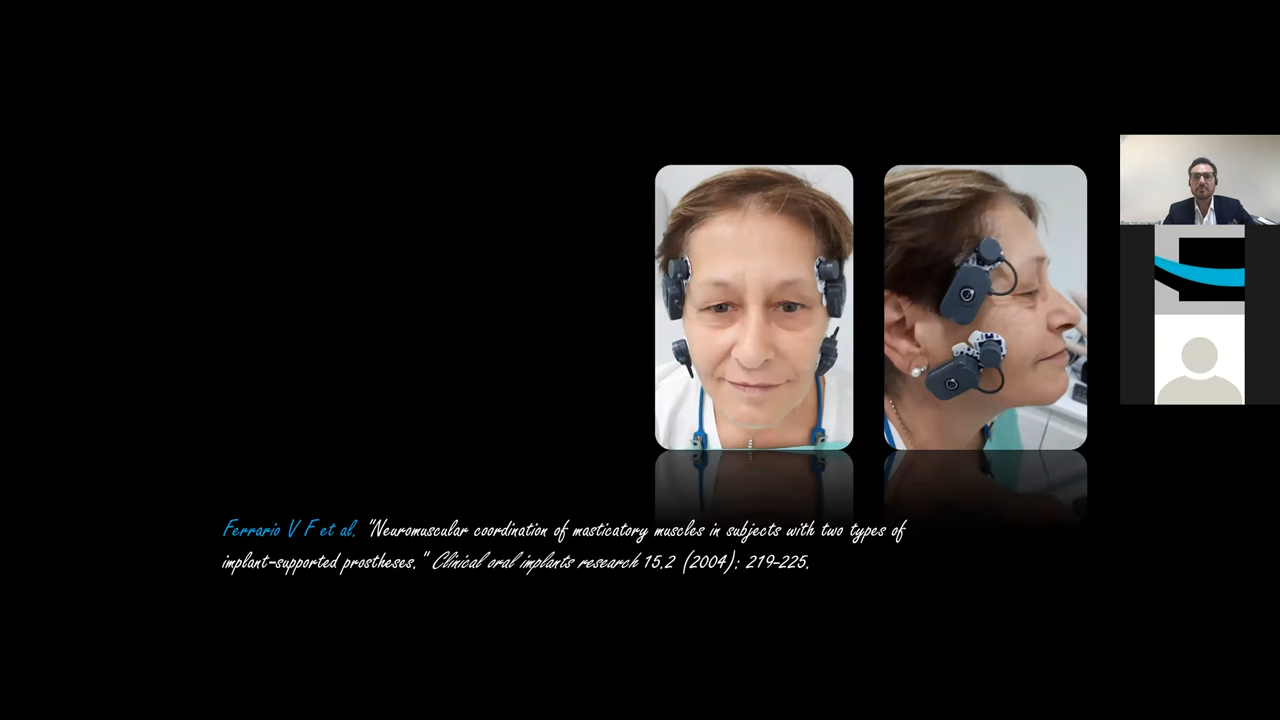 Ferrario V F et al. "Neuromuscular coordination of masticatory muscles in subjects with two types of
implant-supported prostheses." Clinical oral implants research 15.2 (2004): 219-225.